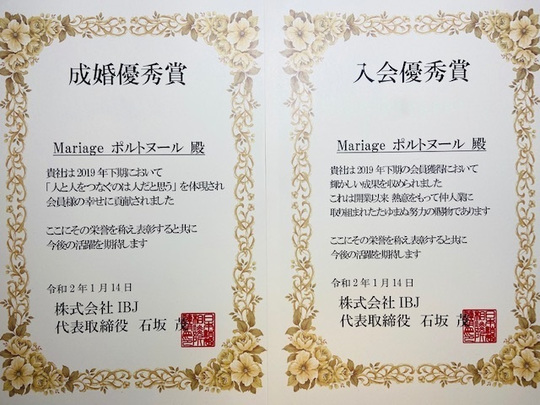 成婚優秀賞
Mariage ポルトヌール 殿
貴社は2019年下期において
「人と人をつなぐのは人だと思う」を体現され
会員様の幸せに貢献されました
ここにその栄誉を称え表彰すると共に
今後の活躍を期待します
令和2年1月14日
株式会社IBJ
代表取締役 石坂 茂
入会優秀賞
Mariage ポルトヌール 殿
貴社は2019年下期の会員獲得において
輝かしい成果を収められました
これは開業以来 熱意をもって仲人業に
取り組まれたたゆまぬ努力の賜物であります
ここにその栄誉を称え表彰すると共に
今後の活躍を期待します
令和2年1月14日
株式会社IBJ
代表取締役 石坂 茂